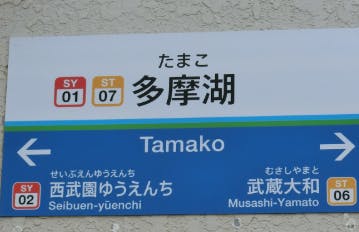 たまこ
SY 01 ST 07 多摩湖
Tamako
せいぶえんゆうえんち
SY 02 西武園ゆうえんち
Seibuen-yūenchi
むさしやまと
武蔵大和 ST 06
Musashi-Yamato